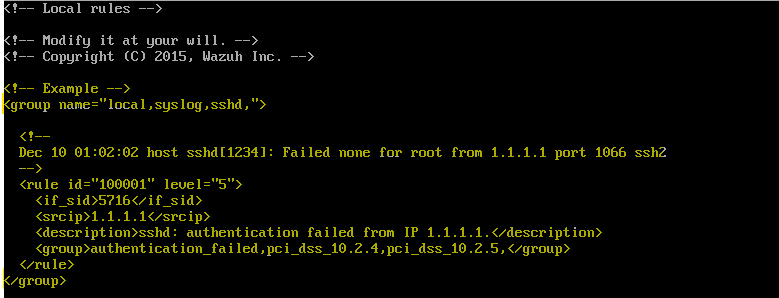 <!-- Local rules -->
<!-- Modify it at your will. -->
<!-- Copyright (C) 2015, Wazuh Inc. -->
<!-- Example -->
<group name="local,syslog,sshd,">
<!--
Dec 10 01:02:02 host sshd[1234]: Failed none for root from 1.1.1.1 port 1066 ssh2
-->
<rule id="100001" level="5">
<if_sid>5716</if_sid>
<srcip>1.1.1.1</srcip>
<description>sshd: authentication failed from IP 1.1.1.1.</description>
<group>authentication_failed,pci_dss_10.2.4,pci_dss_10.2.5,</group>
</rule>
</group>